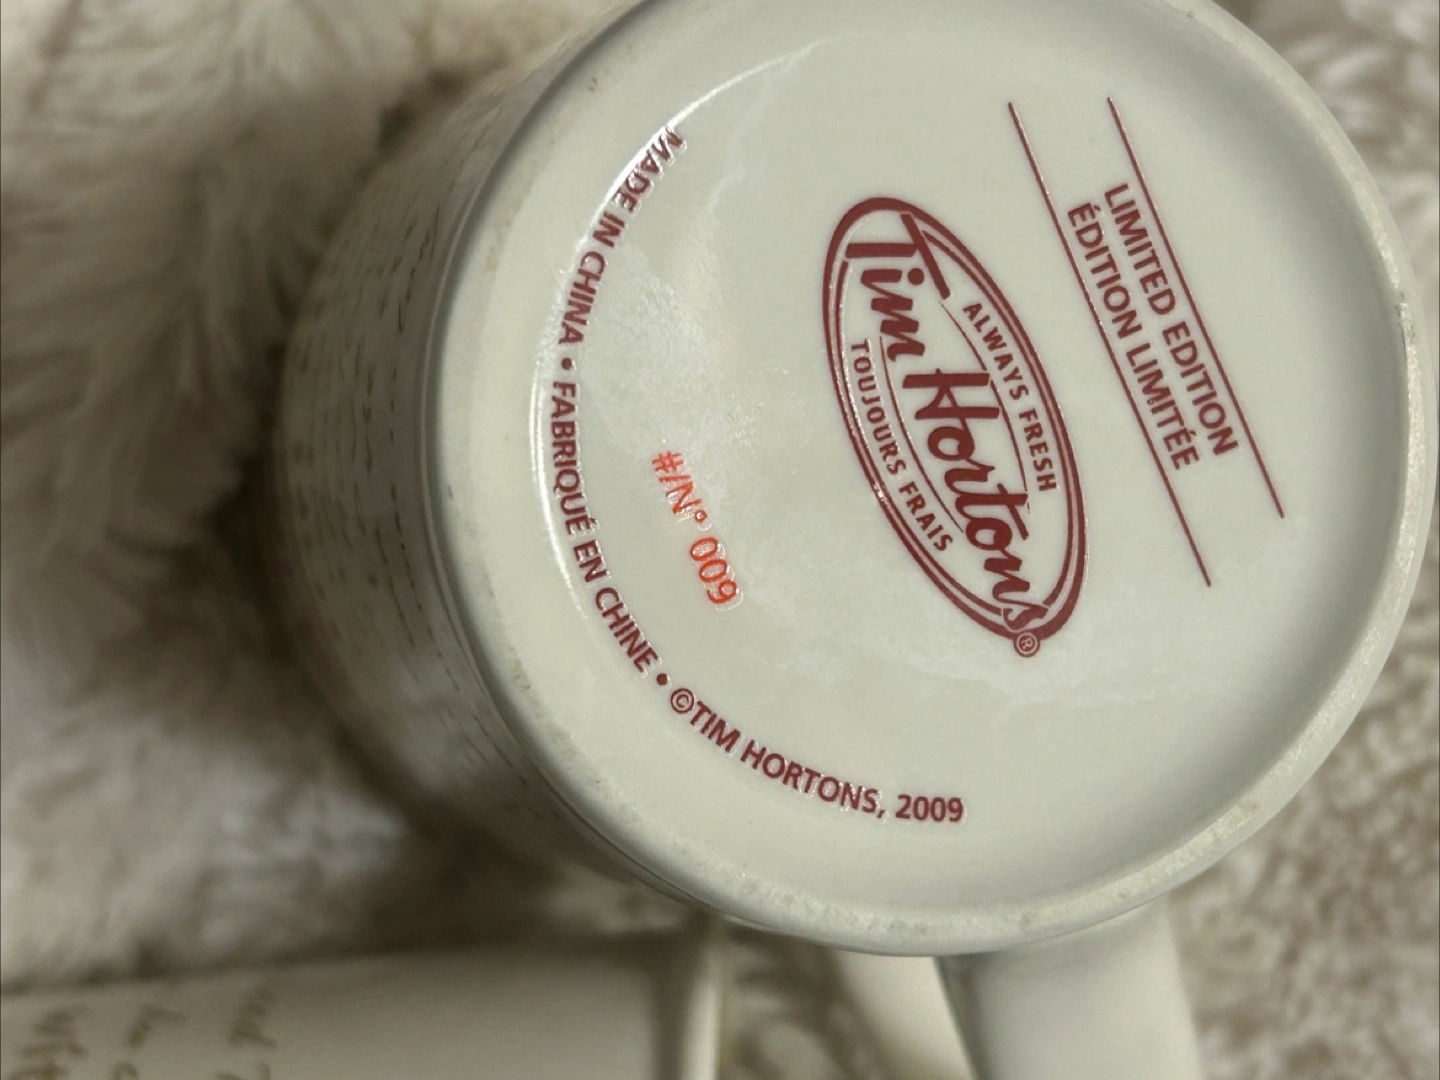 LIMITED EDITION
ÉDITION LIMITÉE
ALWAYS FRESH
Tim Hortons®
TOUJOURS FRAIS
#/N° 009
MADE IN CHINA • FABRIQUÉ EN CHINE • ©TIM HORTONS, 2009